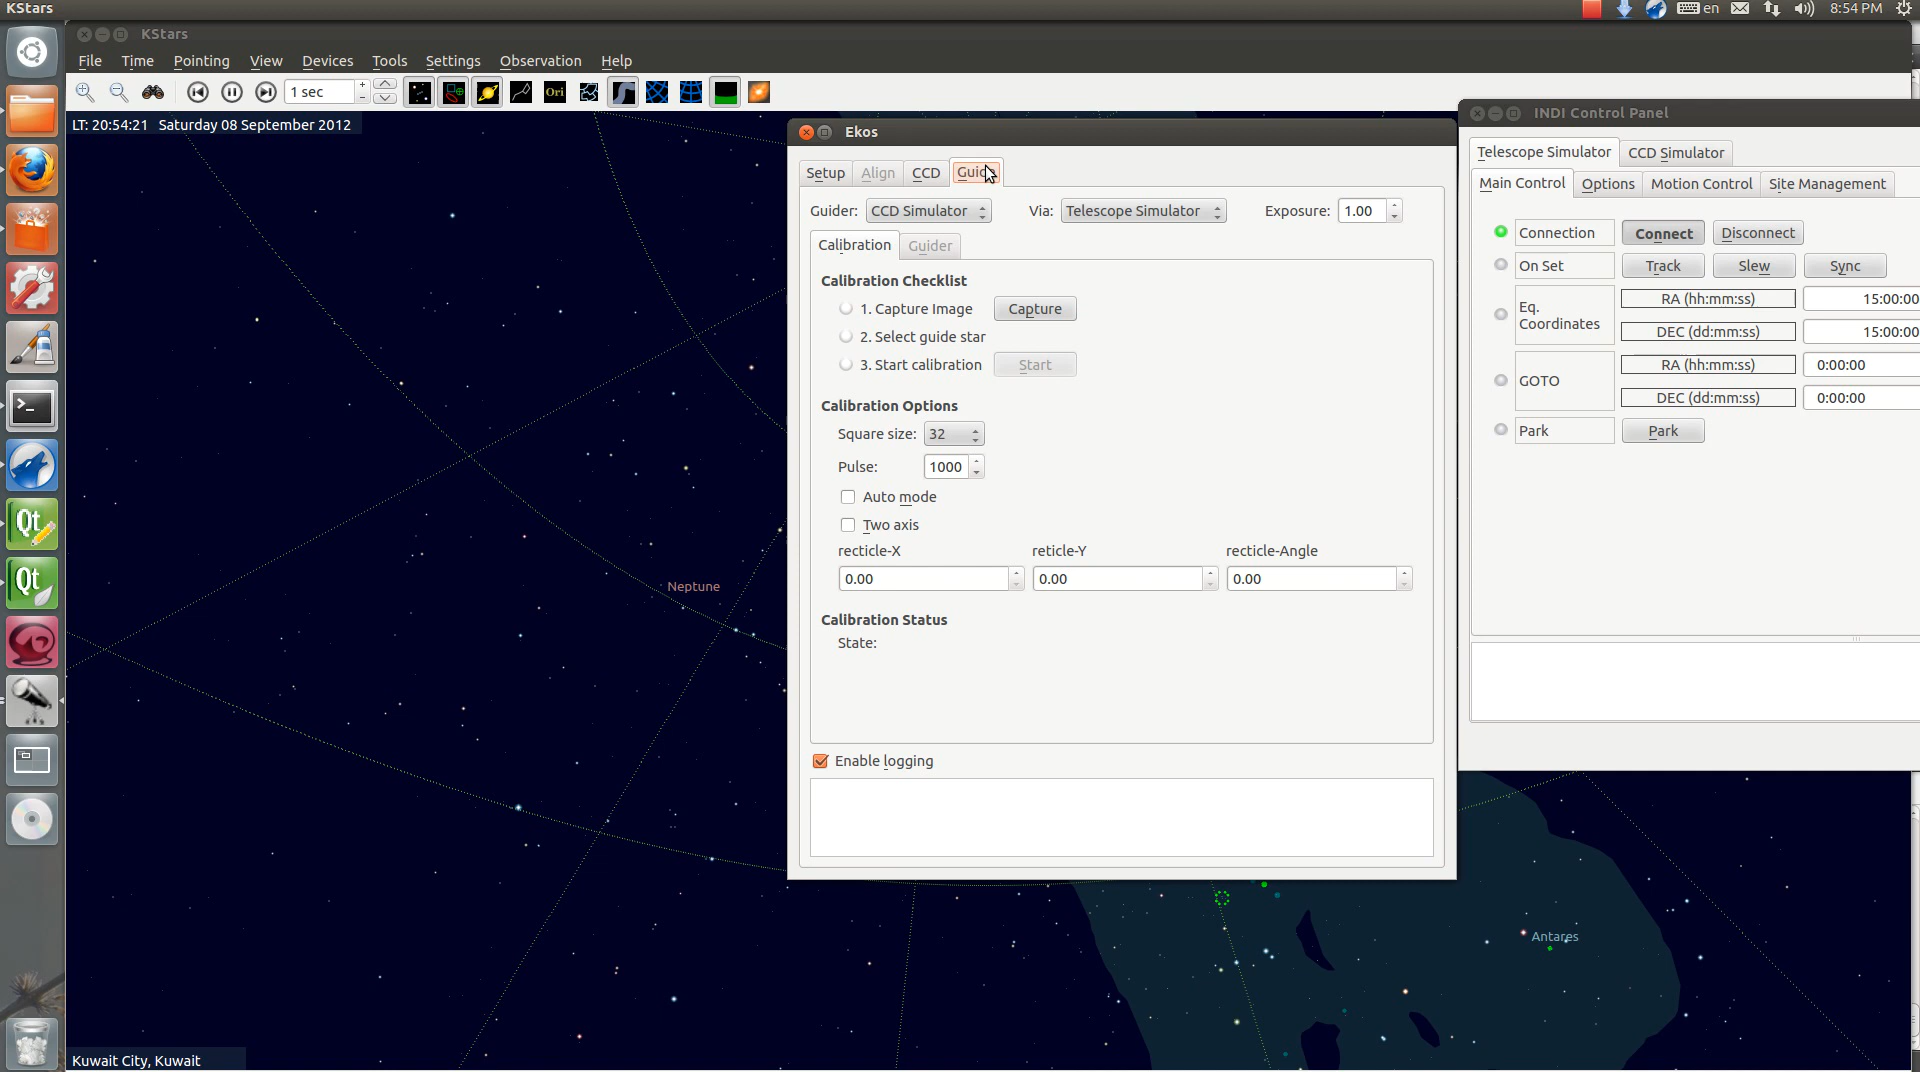 KStars
en
8:54 PM
KStars
File Time Pointing View Devices Tools Settings Observation Help
1 sec
Ori
LT: 20:54:21 Saturday 08 September 2012
Neptune
Antares
Kuwait City, Kuwait
Qt
Qt
Ekos
Setup Align CCD Guide
Guider: CCD Simulator Via: Telescope Simulator Exposure: 1.00
Calibration Guider
Calibration Checklist
1. Capture Image Capture
2. Select guide star
3. Start calibration Start
Calibration Options
Square size: 32
Pulse: 1000
Auto mode
Two axis
recticle-X reticle-Y recticle-Angle
0.00 0.00 0.00
Calibration Status
State:
Enable logging
INDI Control Panel
Telescope Simulator CCD Simulator
Main Control Options Motion Control Site Management
Connection Connect Disconnect
On Set Track Slew Sync
Eq. Coordinates
RA (hh:mm:ss) 15:00:00
DEC (dd:mm:ss) 15:00:00
GOTO
RA (hh:mm:ss) 0:00:00
DEC (dd:mm:ss) 0:00:00
Park Park